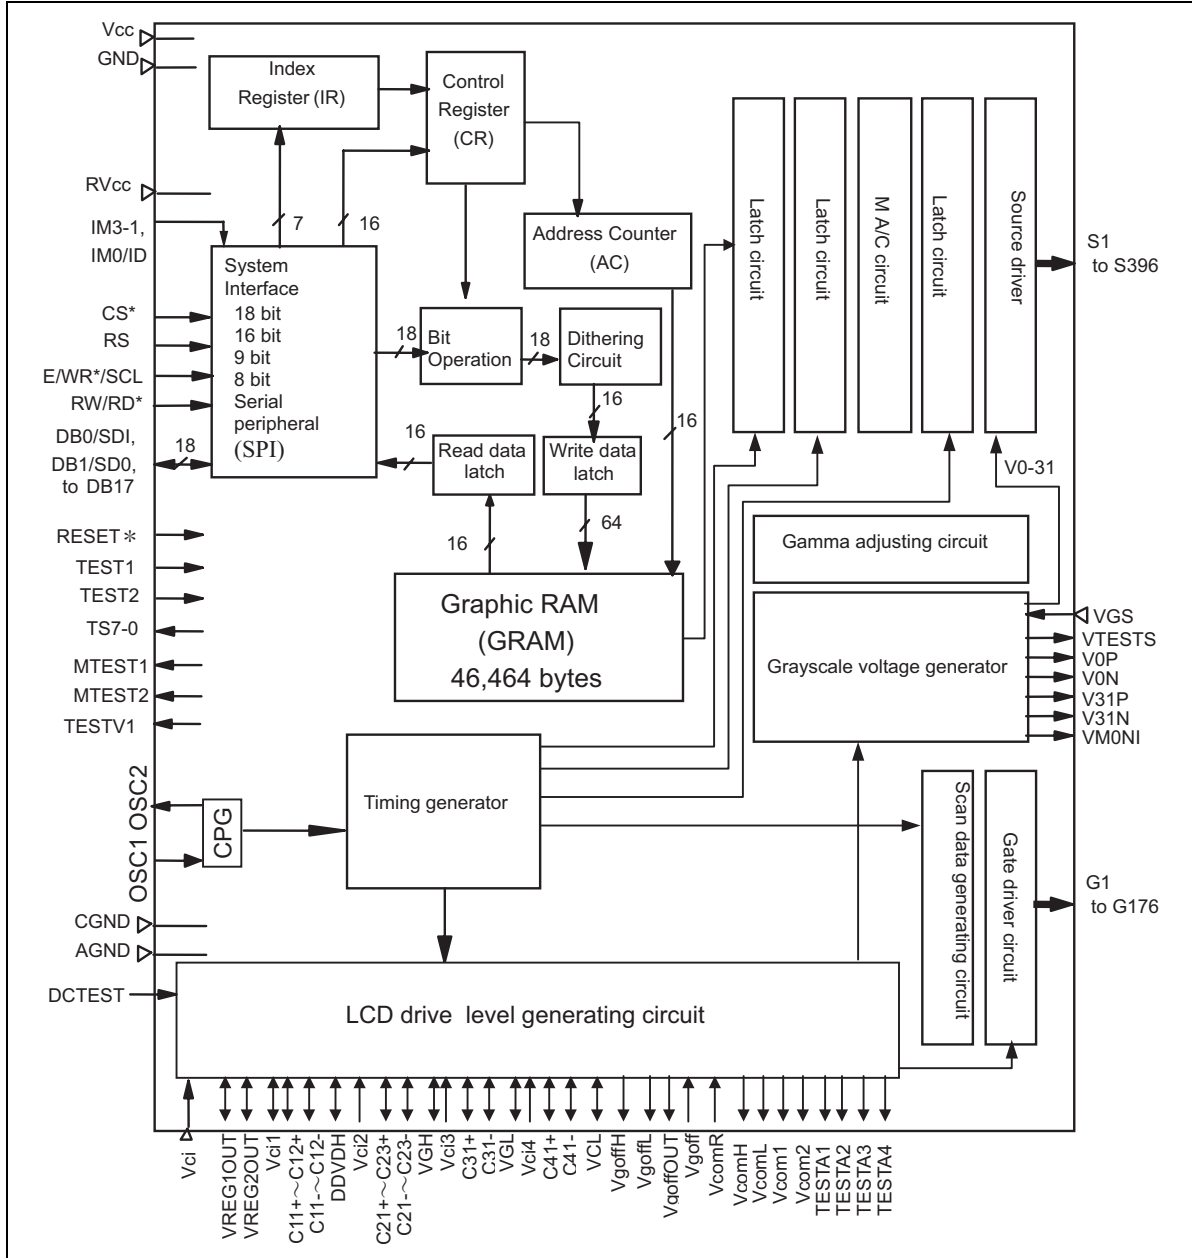 Vcc
GND
Index
Register (IR)
Control
Register
(CR)
RVcc
IM3-1,
IM0/ID
7
16
Address Counter
(AC)
System
Interface
18 bit
16 bit
9 bit
8 bit
Serial
peripheral
(SPI)
CS*
RS
E/WR*/SCL
RW/RD*
DB0/SDI,
DB1/SD0,
to DB17
18
18
Bit
Operation
18
Dithering
Circuit
16
16
16
Read data
latch
Write data
latch
16
64
Graphic RAM
(GRAM)
46,464 bytes
Latch circuit
Latch circuit
M A/C circuit
Latch circuit
Source driver
S1
to S396
V0-31
RESET*
TEST1
TEST2
TS7-0
MTEST1
MTEST2
TESTV1
Gamma adjusting circuit
Grayscale voltage generator
VGS
VTESTS
V0P
V0N
V31P
V31N
VM0NI
OSC1 OSC2
CPG
Timing generator
Scan data generating circuit
Gate driver circuit
G1
to G176
CGND
AGND
DCTEST
LCD drive level generating circuit
Vci
VREG1OUT
VREG2OUT
Vci1
C11+~C12+
C11-~C12-
DDVDH
Vci2
C21+~C23+
C21-~C23-
VGH
Vci3
C31+
C31-
VGL
Vci4
C41+
C41-
VCL
VgoffH
VgoffL
VgoffOUT
Vgoff
VcomR
VcomH
VcomL
Vcom1
Vcom2
TESTA1
TESTA2
TESTA3
TESTA4